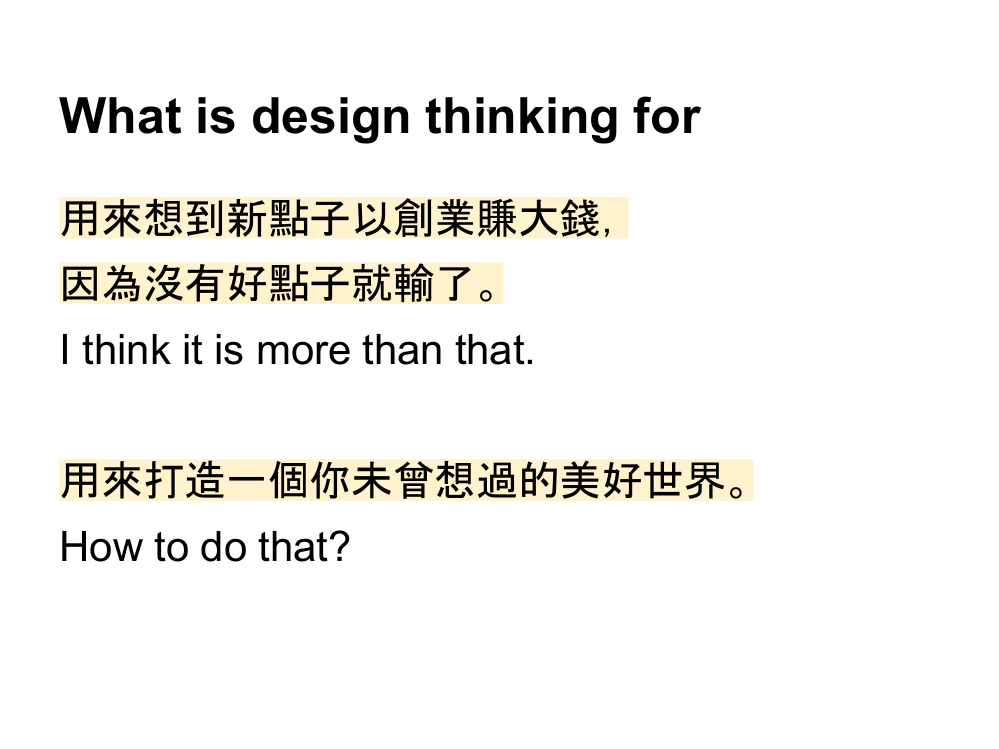 What is design thinking for
用來想到新點子以創業賺大錢,
因為沒有好點子就輸了。
I think it is more than that.
用來打造一個你未曾想過的美好世界。
How to do that?